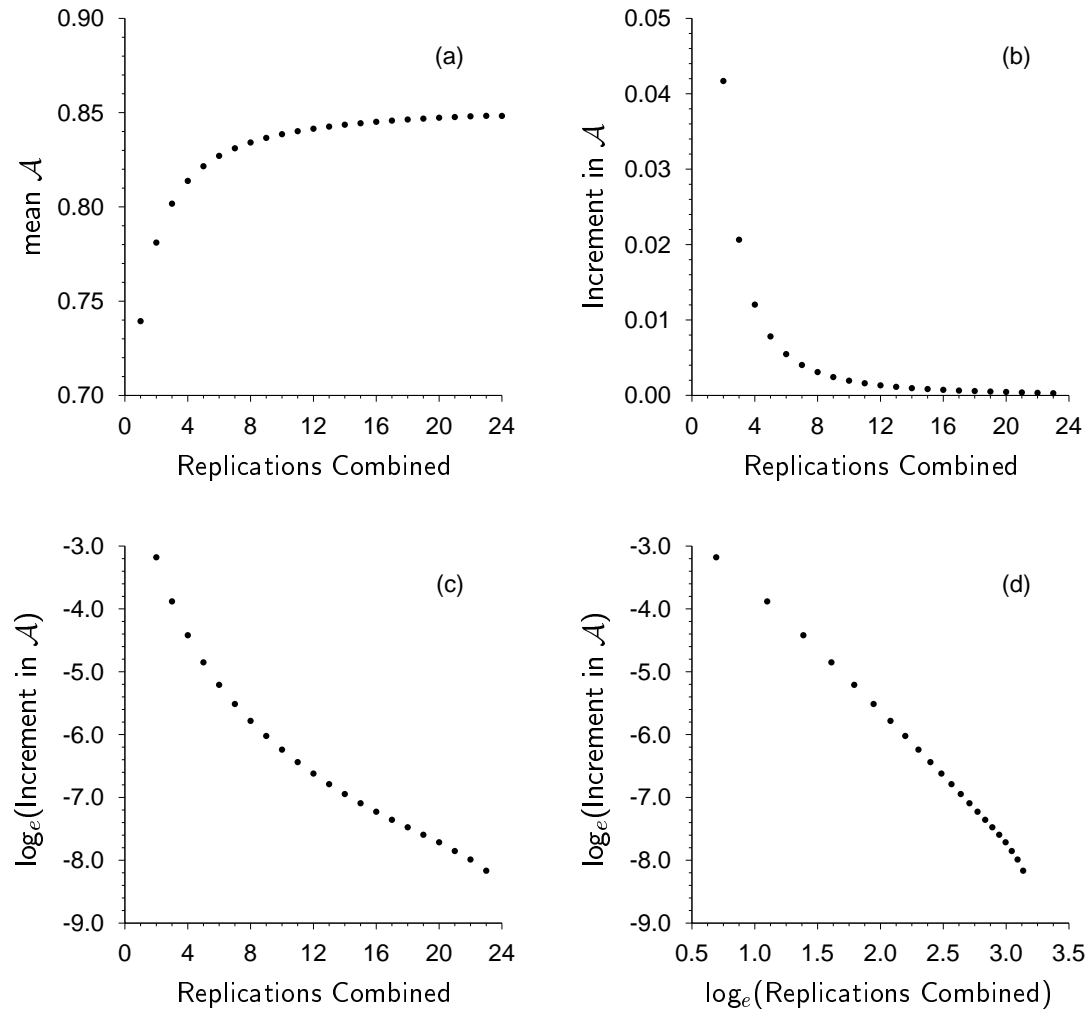 (a)
mean 𝒜
0.90
0.85
0.80
0.75
0.70
0 4 8 12 16 20 24
Replications Combined
(b)
Increment in 𝒜
0.05
0.04
0.03
0.02
0.01
0.00
0 4 8 12 16 20 24
Replications Combined
(c)
logₑ(Increment in 𝒜)
-3.0
-4.0
-5.0
-6.0
-7.0
-8.0
-9.0
0 4 8 12 16 20 24
Replications Combined
(d)
logₑ(Increment in 𝒜)
-3.0
-4.0
-5.0
-6.0
-7.0
-8.0
-9.0
0.5 1.0 1.5 2.0 2.5 3.0 3.5
logₑ(Replications Combined)